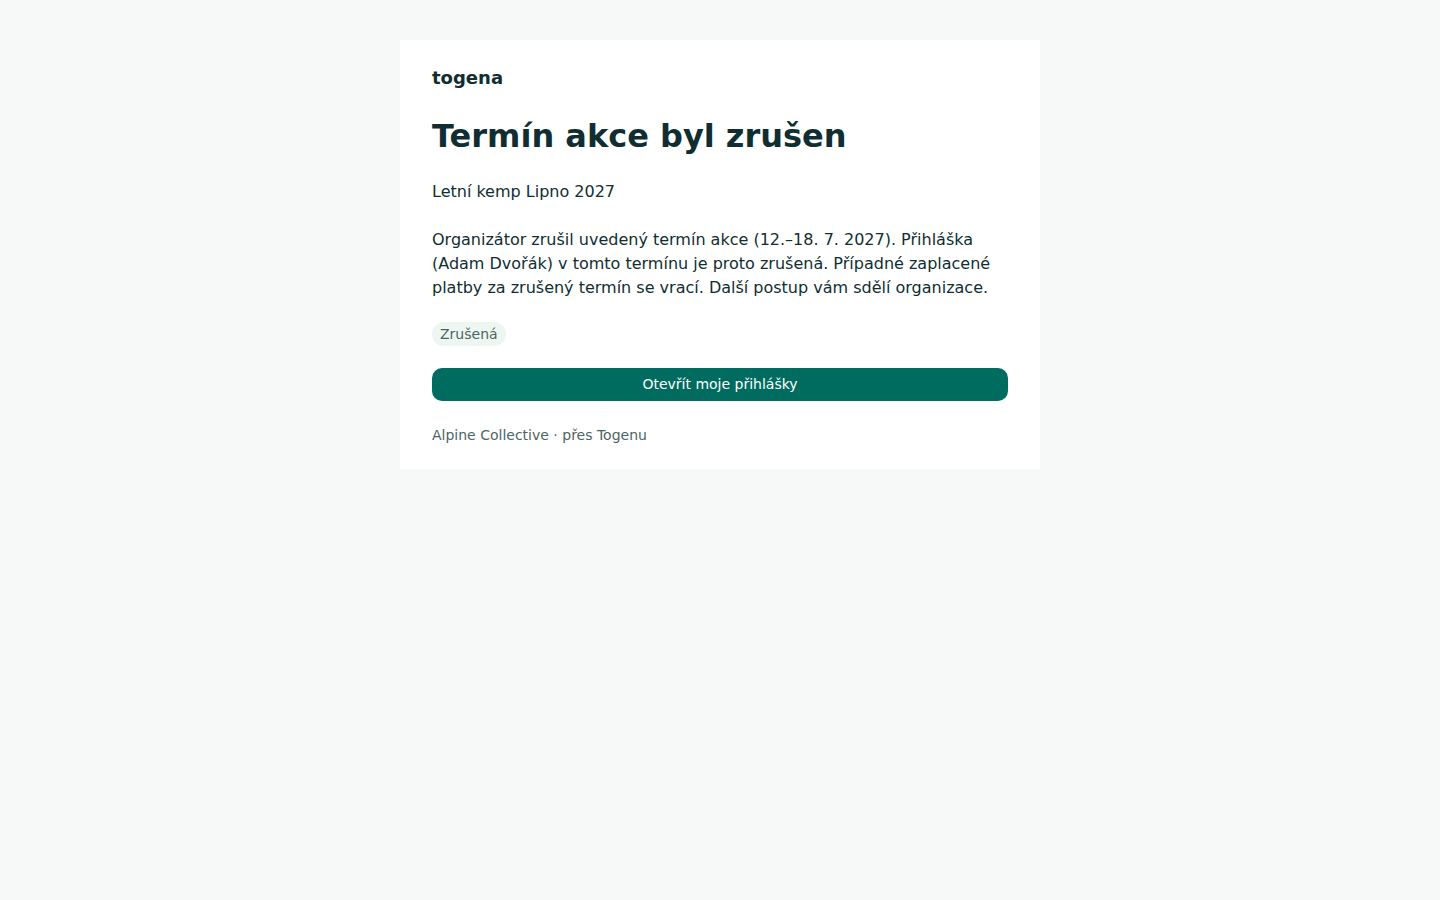 togena
Termín akce byl zrušen
Letní kemp Lipno 2027
Organizátor zrušil uvedený termín akce (12.–18. 7. 2027). Přihláška
(Adam Dvořák) v tomto termínu je proto zrušená. Případné zaplacené
platby za zrušený termín se vrací. Další postup vám sdělí organizace.
Zrušená
Otevřít moje přihlášky
Alpine Collective · přes Togenu